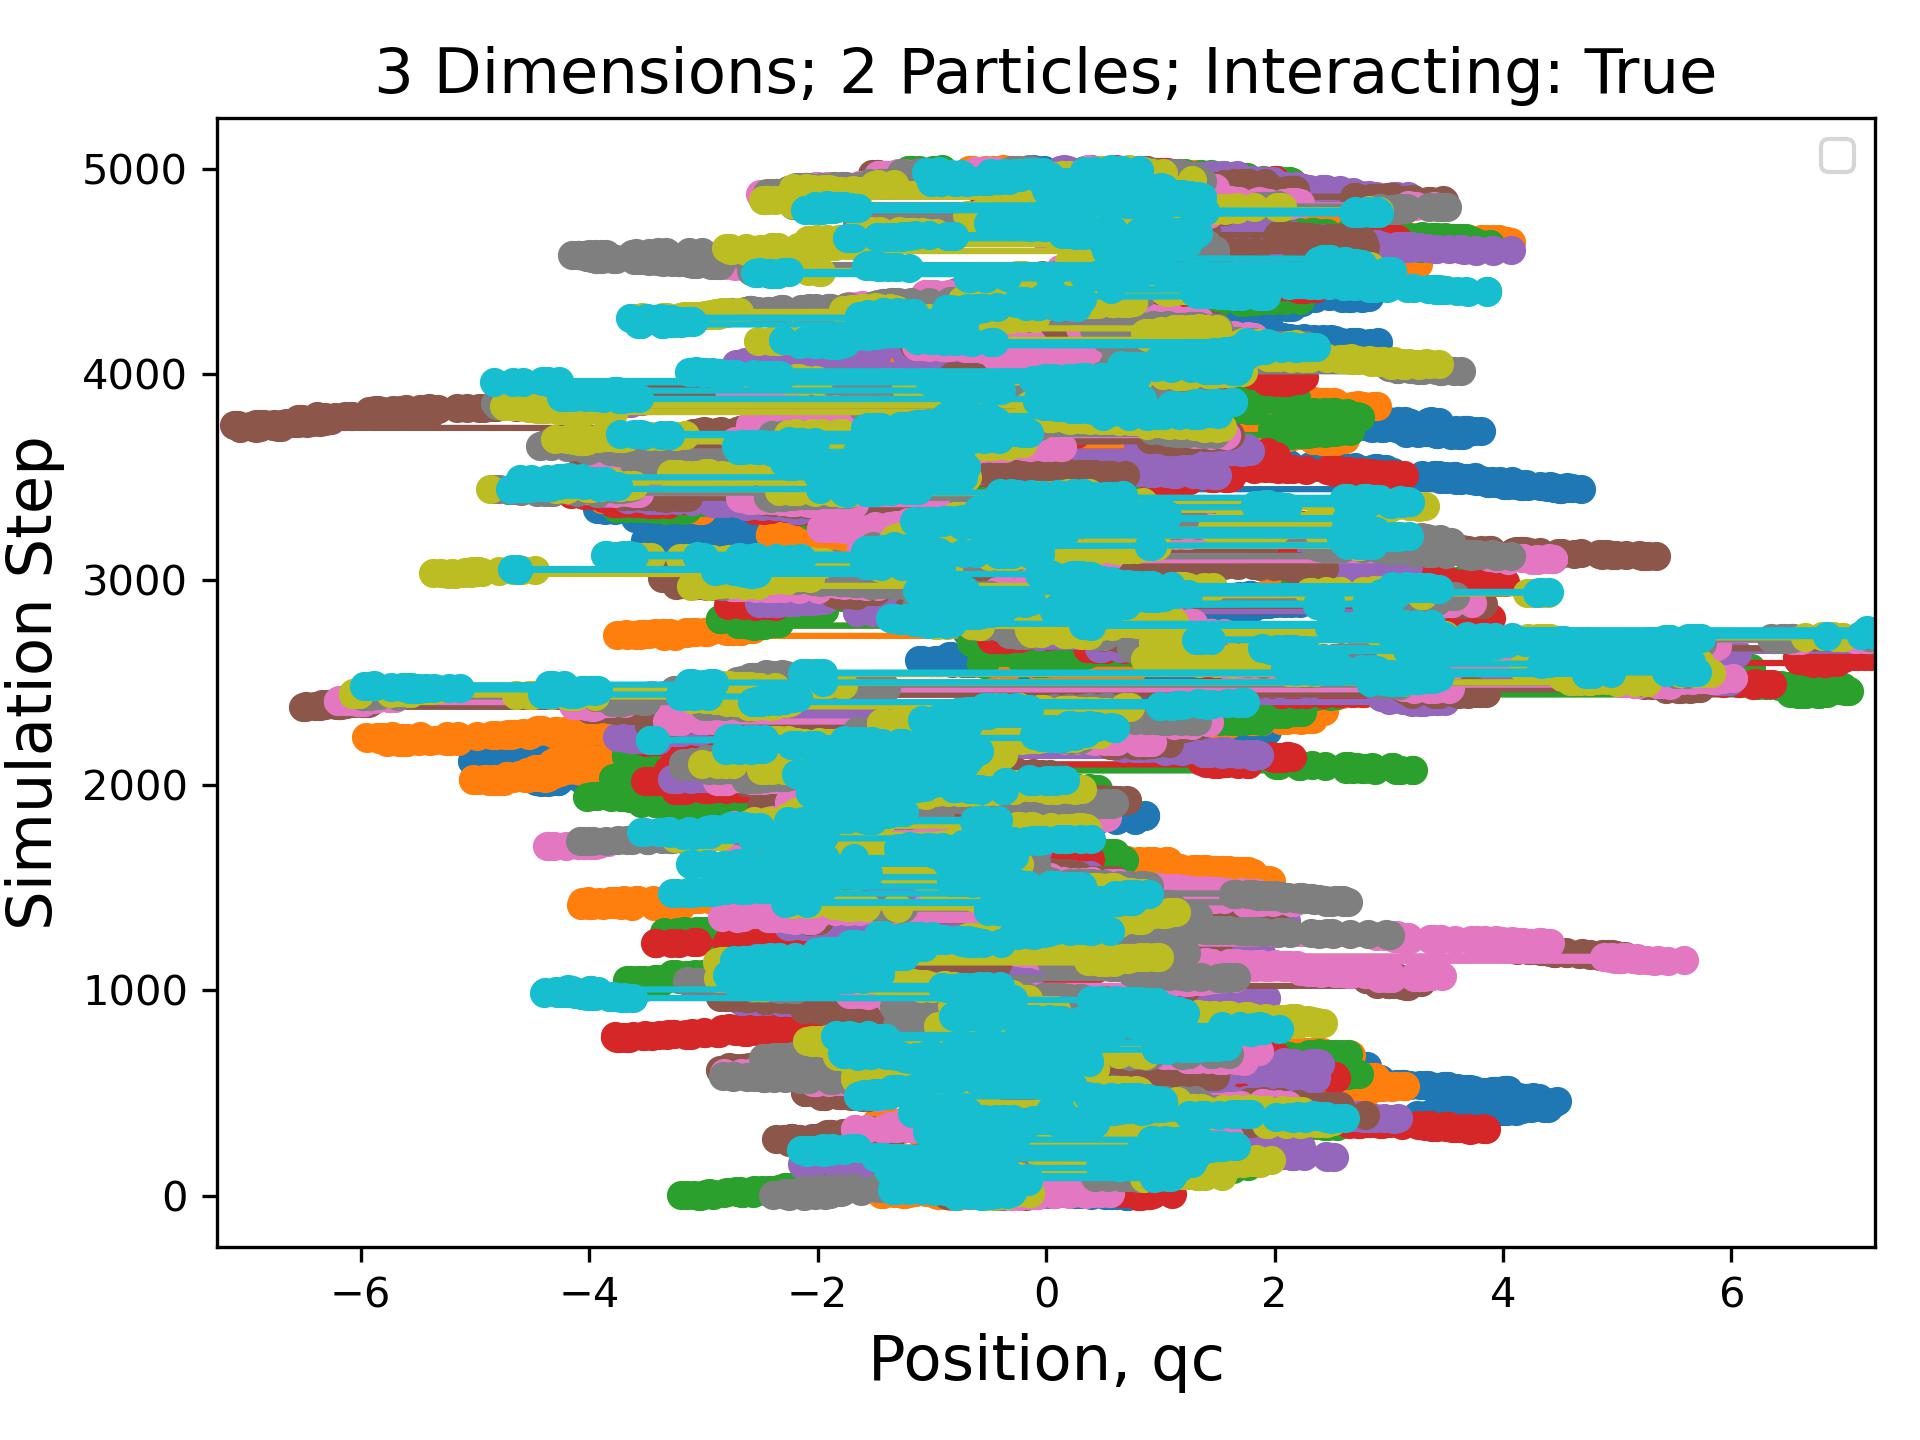 3 Dimensions; 2 Particles; Interacting: True
Simulation Step
5000
4000
3000
2000
1000
0
−6 −4 −2 0 2 4 6
Position, qc